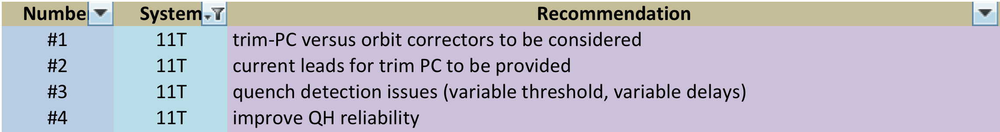 Numbe System Recommendation
#1 11T trim-PC versus orbit correctors to be considered
#2 11T current leads for trim PC to be provided
#3 11T quench detection issues (variable threshold, variable delays)
#4 11T improve QH reliability